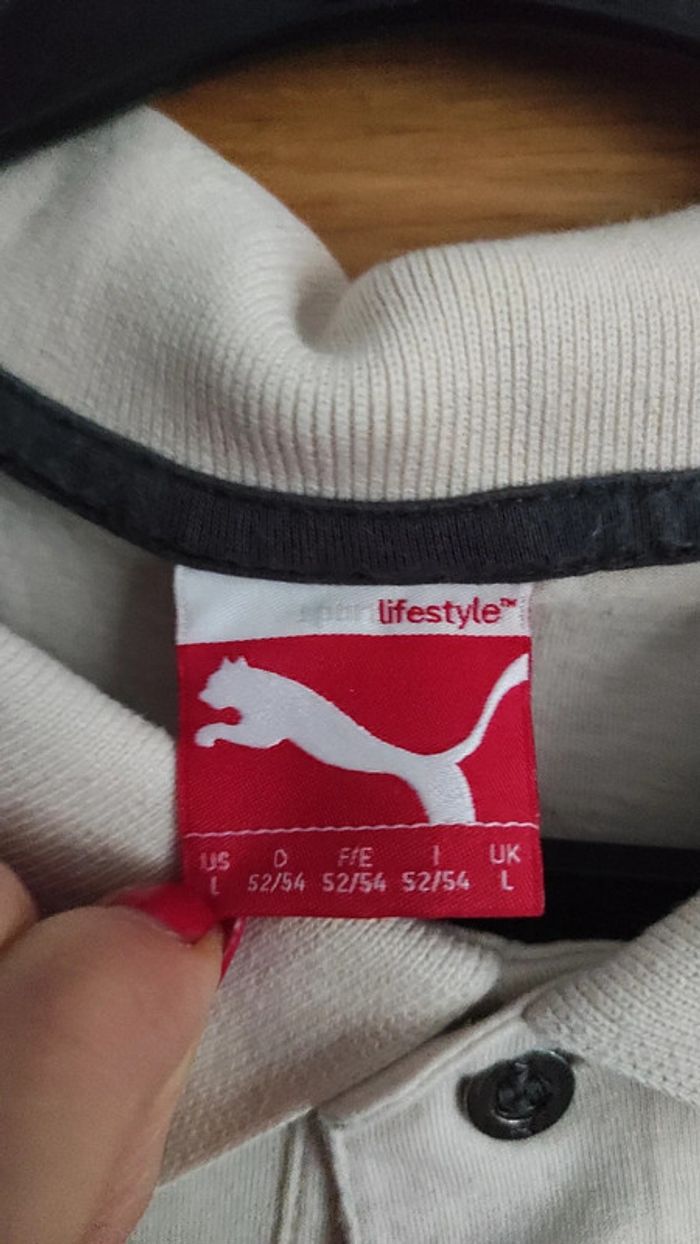 lifestyle™
US D F/E I UK
L 52/54 52/54 52/54 L